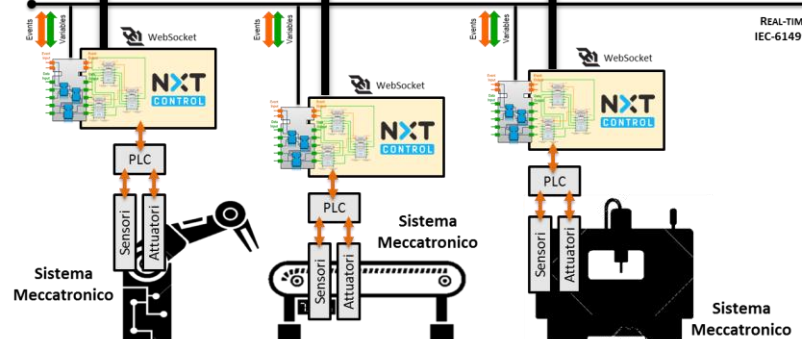 REAL-TIM
IEC-6149
Events
Variables
WebSocket
Events
Variables
WebSocket
Events
Variables
WebSocket
NXT
CONTROL
NXT
CONTROL
NXT
CONTROL
PLC
PLC
PLC
Sensori
Attuatori
Sensori
Attuatori
Sensori
Attuatori
Sistema
Meccatronico
Sistema
Meccatronico
Sistema
Meccatronico